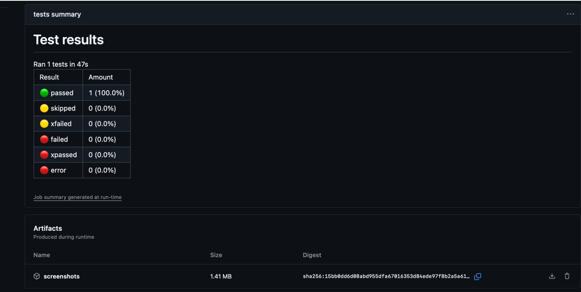 tests summary
Test results
Ran 1 tests in 47s
Result Amount
passed 1 (100.0%)
skipped 0 (0.0%)
xfailed 0 (0.0%)
failed 0 (0.0%)
xpassed 0 (0.0%)
error 0 (0.0%)
Job summary generated at run-time
Artifacts
Produced during runtime
Name Size Digest
screenshots 1.41 MB sha256:15bb0dd6d08abd955dfa67016353d84ede97f8b2a5a61…